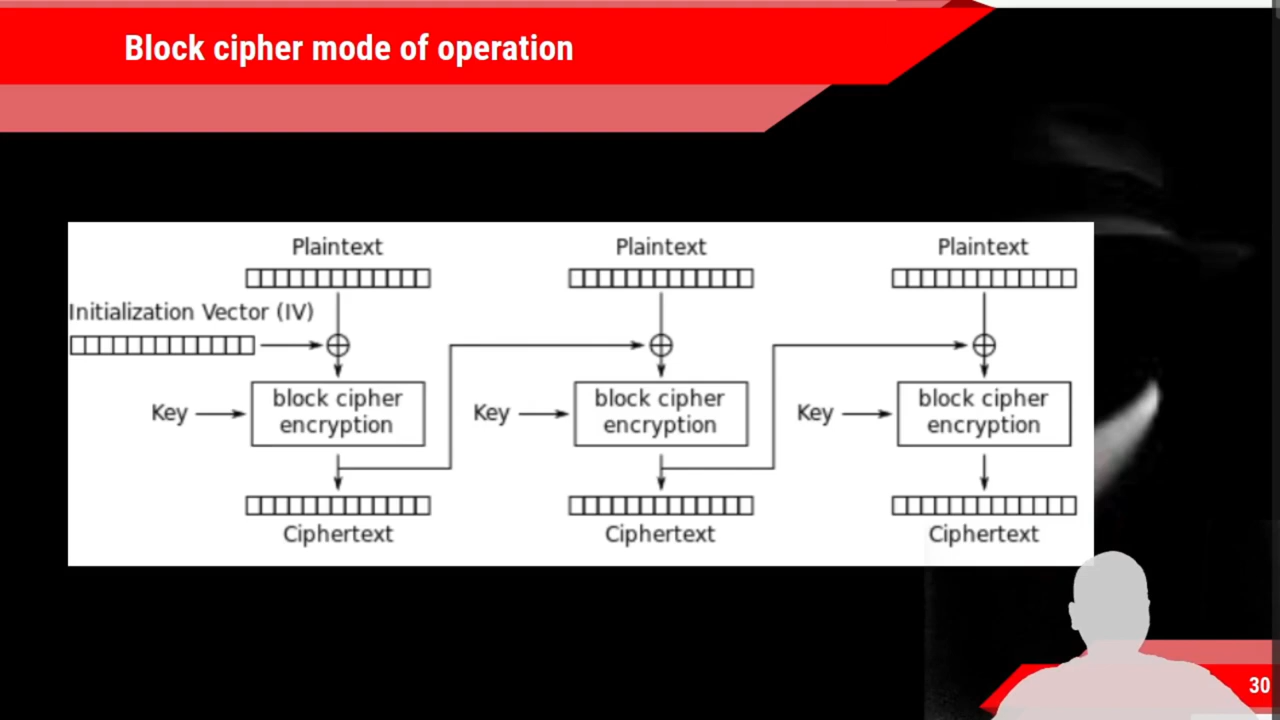 Block cipher mode of operation
Plaintext Plaintext Plaintext
Initialization Vector (IV)
Key block cipher encryption Key block cipher encryption Key block cipher encryption
Ciphertext Ciphertext Ciphertext
30